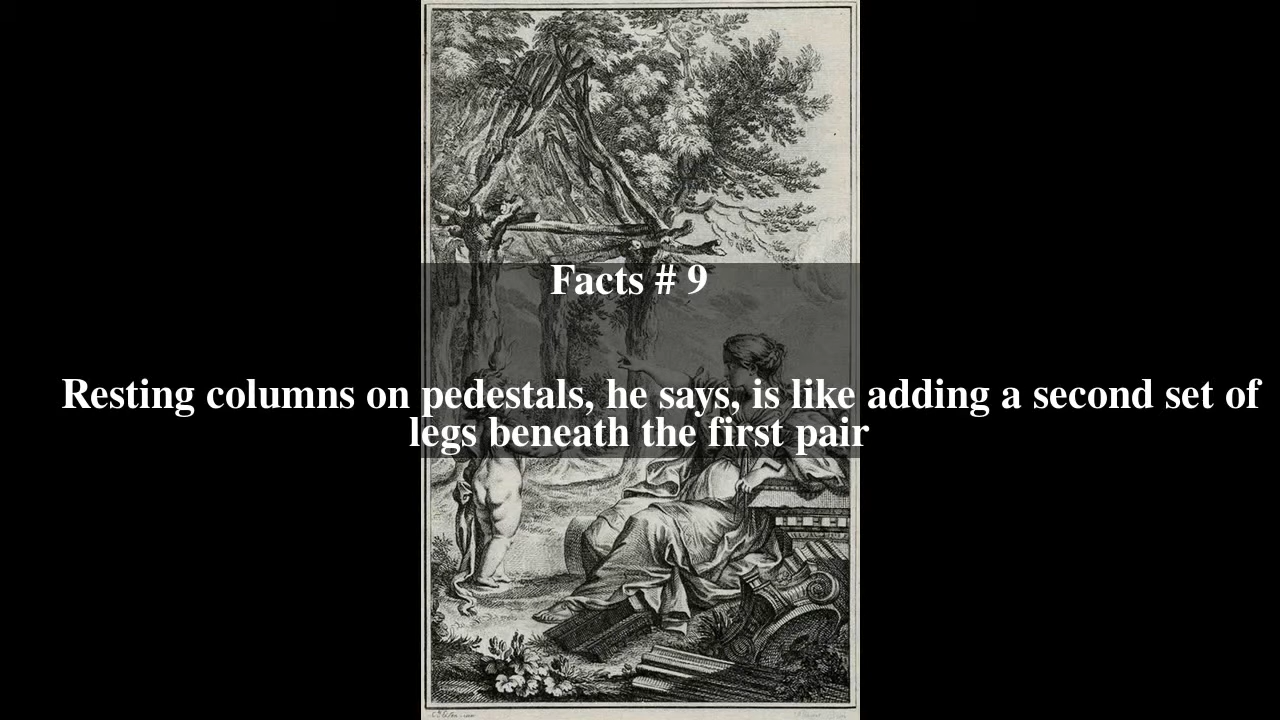 Facts # 9
Resting columns on pedestals, he says, is like adding a second set of
legs beneath the first pair